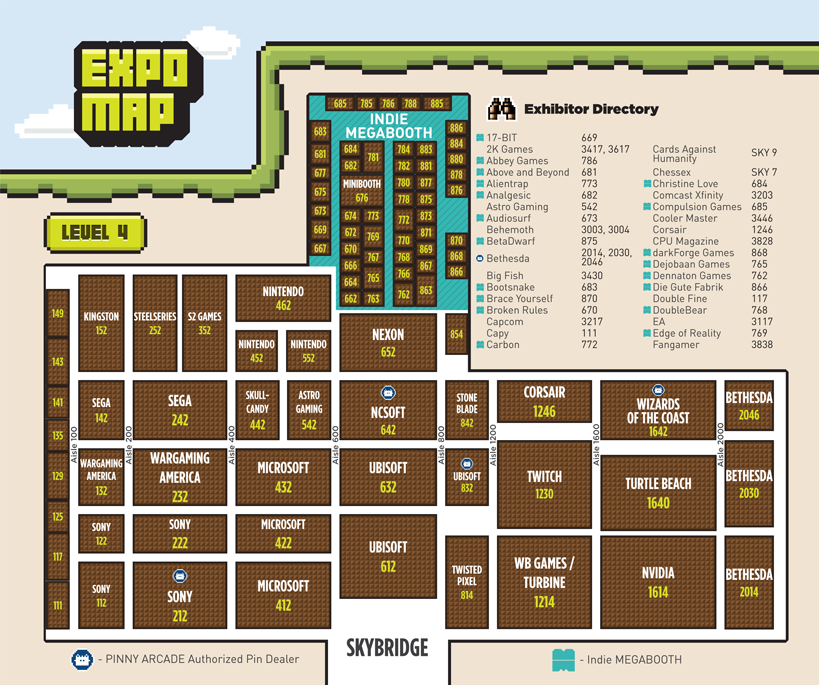 EXPO
MAP
LEVEL 4
685 785 786 788 885
INDIE
MEGABOOTH
683
681
677
675
673
669
667
684 781
682
MINIBOOTH
676
674 773
672 769
670 767
666 765
664
662 763
784 883
782 881
780 877
778 875
772 873
871
770 869
768 867
766 863
762
886
884
880
878
876
870
868
866
854
Exhibitor Directory
17-BIT 669
2K Games 3417, 3617
Abbey Games 786
Above and Beyond 681
Alientrap 773
Analgesic 682
Astro Gaming 542
Audiosurf 673
Behemoth 3003, 3004
BetaDwarf 875
Bethesda 2014, 2030,
2046
Big Fish 3430
Bootsnake 683
Brace Yourself 870
Broken Rules 670
Capcom 3217
Capy 111
Carbon 772
Cards Against
Humanity SKY 9
Chessex SKY 7
Christine Love 684
Comcast Xfinity 3203
Compulsion Games 685
Cooler Master 3446
Corsair 1246
CPU Magazine 3828
darkForge Games 868
Dejobaan Games 765
Dennaton Games 762
Die Gute Fabrik 866
Double Fine 117
DoubleBear 768
EA 3117
Edge of Reality 769
Fangamer 3838
149
143
141
135
129
125
117
111
KINGSTON
152
STEELSERIES
252
S2 GAMES
352
NINTENDO
462
NINTENDO
452
NINTENDO
552
NEXON
652
SEGA
142
SEGA
242
SKULL-
CANDY
442
ASTRO
GAMING
542
NCSOFT
642
STONE
BLADE
842
CORSAIR
1246
WIZARDS
OF THE COAST
1642
BETHESDA
2046
Aisle 100
Aisle 200
Aisle 400
Aisle 600
Aisle 800
Aisle 1200
Aisle 1600
Aisle 2000
WARGAMING
AMERICA
132
WARGAMING
AMERICA
232
MICROSOFT
432
UBISOFT
632
UBISOFT
832
TWITCH
1230
TURTLE BEACH
1640
BETHESDA
2030
SONY
122
SONY
222
MICROSOFT
422
UBISOFT
612
SONY
112
SONY
212
MICROSOFT
412
TWISTED
PIXEL
814
WB GAMES /
TURBINE
1214
NVIDIA
1614
BETHESDA
2014
SKYBRIDGE
- PINNY ARCADE Authorized Pin Dealer
- Indie MEGABOOTH